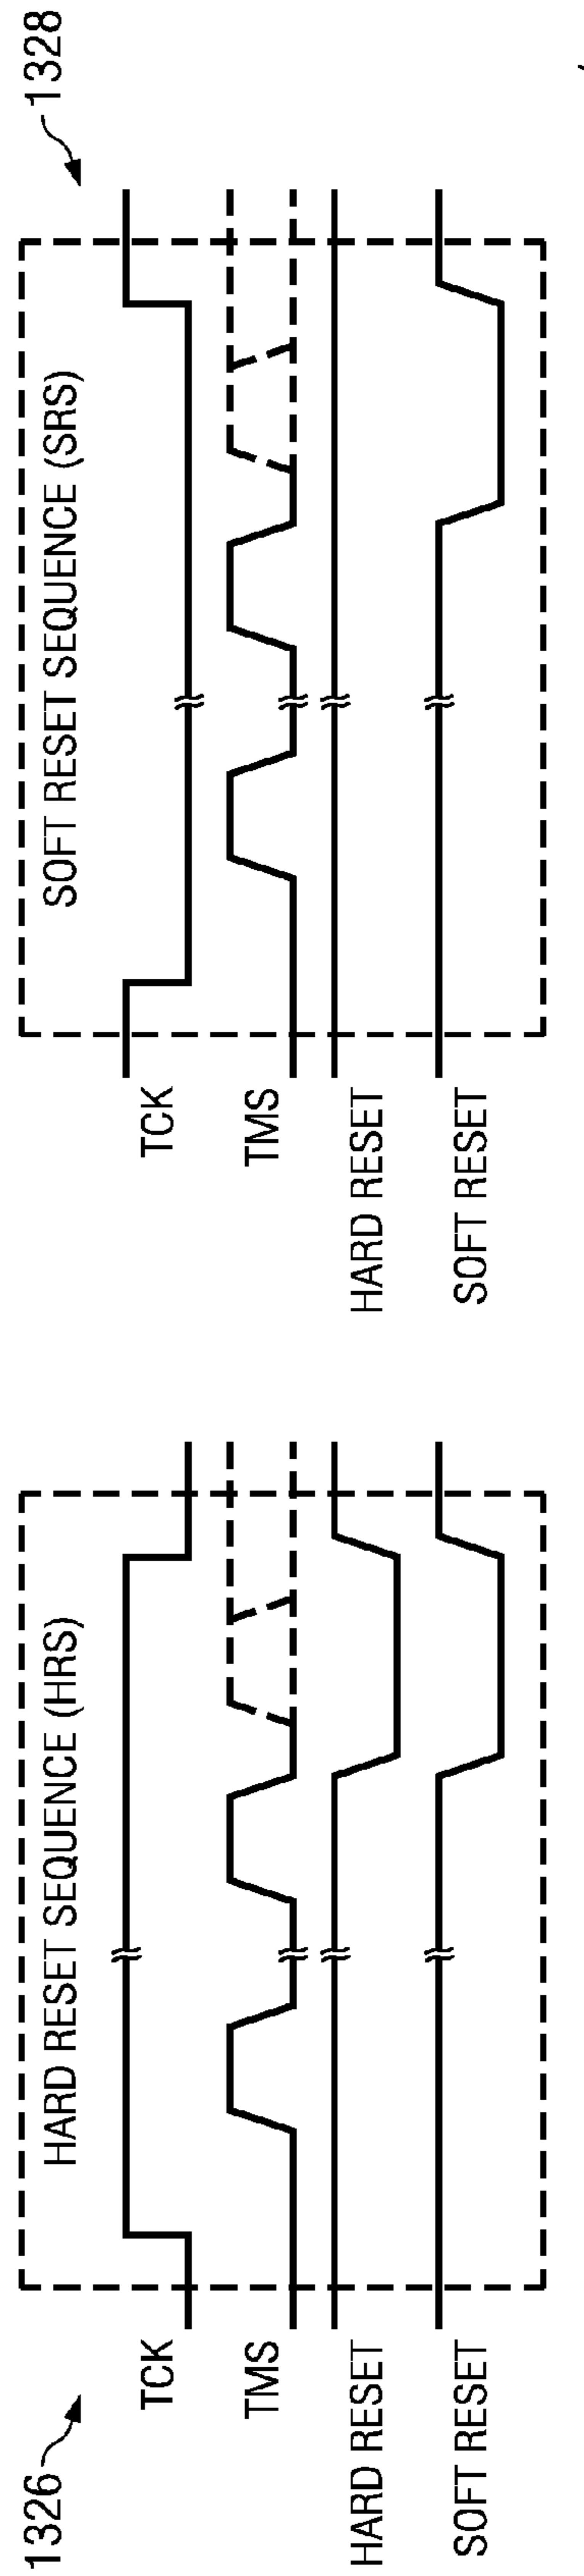 1326
HARD RESET SEQUENCE (HRS)
TCK
TMS
HARD RESET
SOFT RESET
1328
SOFT RESET SEQUENCE (SRS)
TCK
TMS
HARD RESET
SOFT RESET